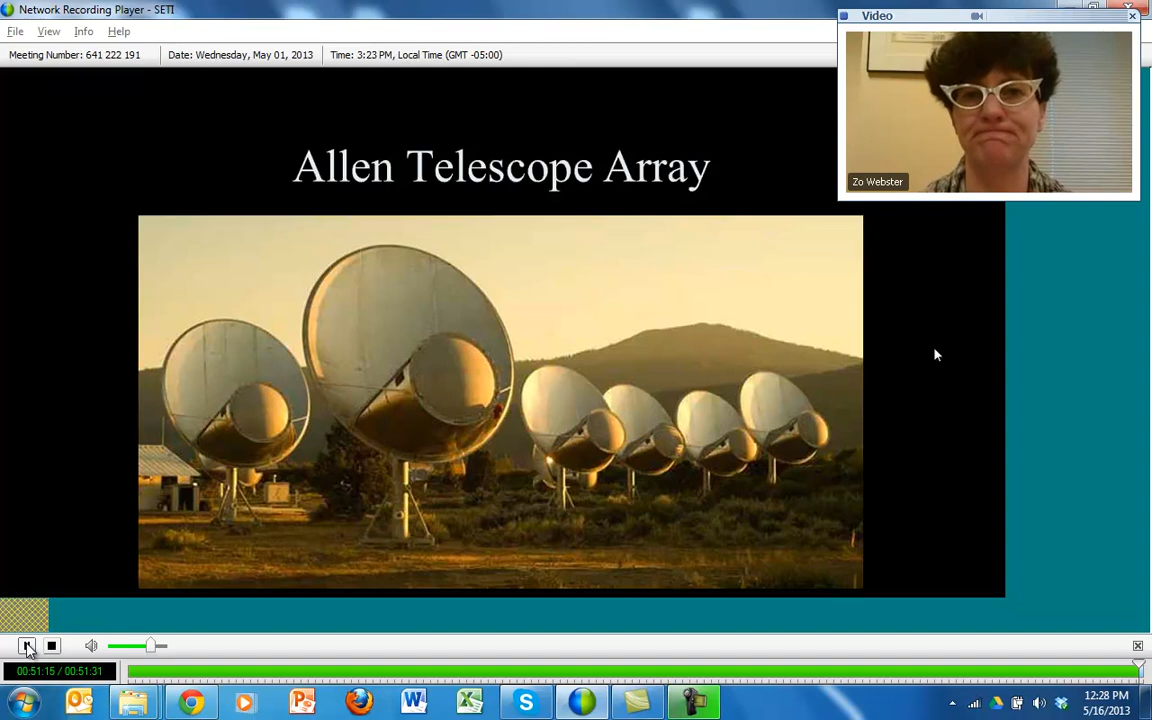 Network Recording Player - SETI
Video
File View Info Help
Meeting Number: 641 222 191 Date: Wednesday, May 01, 2013 Time: 3:23 PM, Local Time (GMT -05:00)
Allen Telescope Array
Zo Webster
00:51:15 / 00:51:31
12:28 PM
5/16/2013